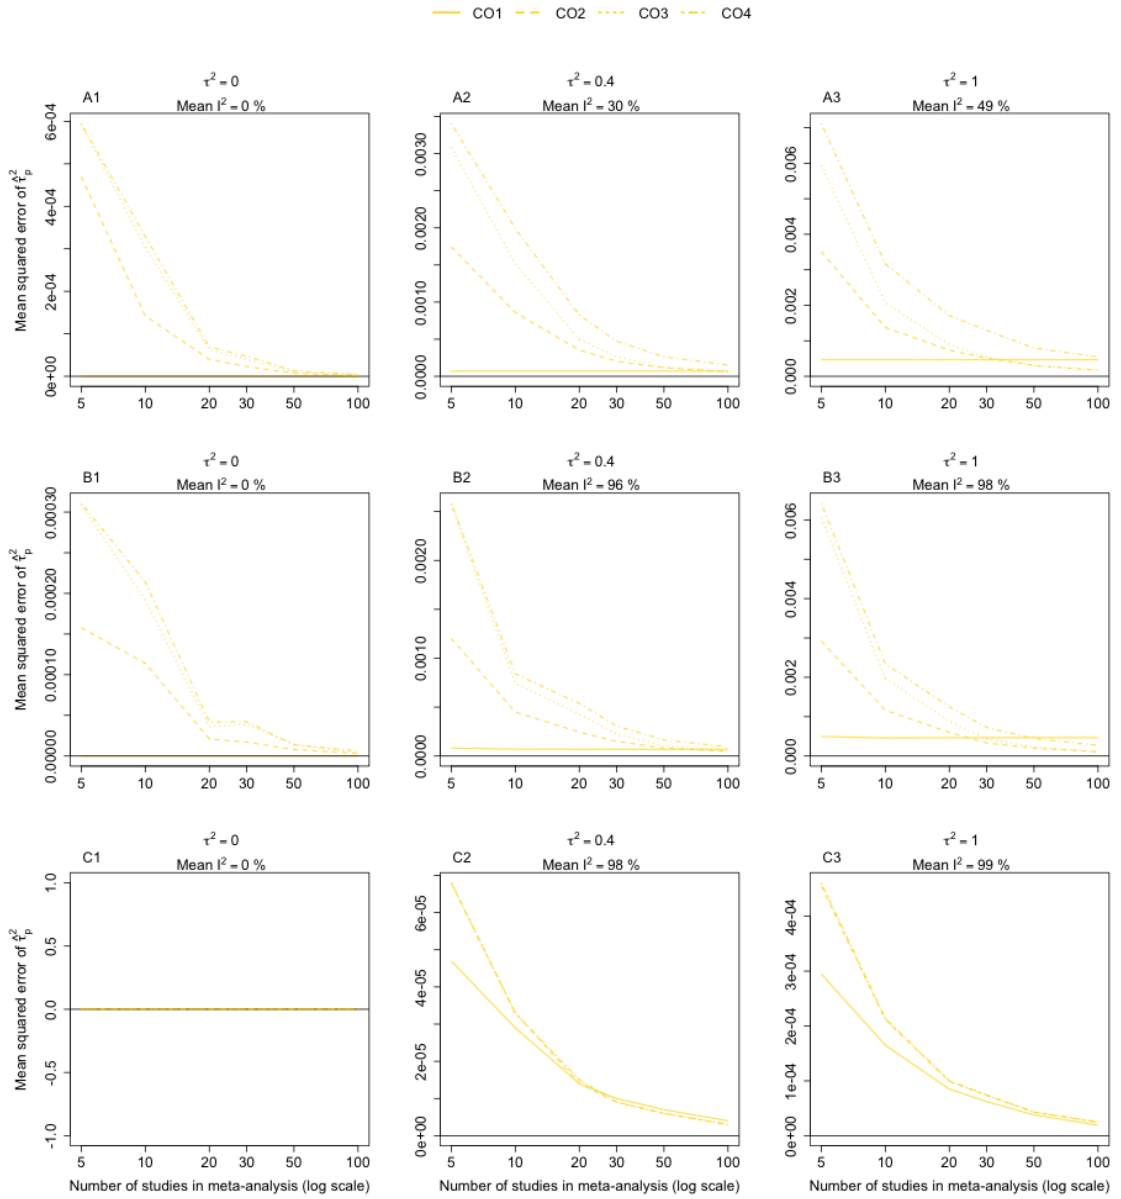 CO1 CO2 CO3 CO4
τ² = 0
A1 Mean I² = 0 %
Mean squared error of τ̂²ₚ
6e-04
4e-04
2e-04
0e+00
5 10 20 30 50 100
τ² = 0.4
A2 Mean I² = 30 %
0.0030
0.0020
0.0010
0.0000
5 10 20 30 50 100
τ² = 1
A3 Mean I² = 49 %
0.006
0.004
0.002
0.000
5 10 20 30 50 100
τ² = 0
B1 Mean I² = 0 %
Mean squared error of τ̂²ₚ
0.00030
0.00020
0.00010
0.00000
5 10 20 30 50 100
τ² = 0.4
B2 Mean I² = 96 %
0.0020
0.0010
0.0000
5 10 20 30 50 100
τ² = 1
B3 Mean I² = 98 %
0.006
0.004
0.002
0.000
5 10 20 30 50 100
τ² = 0
C1 Mean I² = 0 %
Mean squared error of τ̂²ₚ
1.0
0.5
0.0
-0.5
-1.0
5 10 20 30 50 100
Number of studies in meta-analysis (log scale)
τ² = 0.4
C2 Mean I² = 98 %
6e-05
4e-05
2e-05
0e+00
5 10 20 30 50 100
Number of studies in meta-analysis (log scale)
τ² = 1
C3 Mean I² = 99 %
4e-04
3e-04
2e-04
1e-04
0e+00
5 10 20 30 50 100
Number of studies in meta-analysis (log scale)